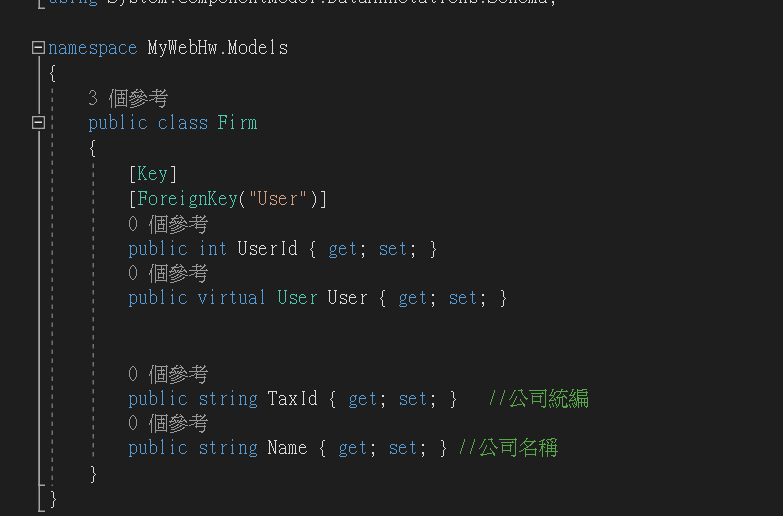 using System.ComponentModel.DataAnnotations.Schema;
namespace MyWebHw.Models
{
3 個參考
public class Firm
{
[Key]
[ForeignKey("User")]
0 個參考
public int UserId { get; set; }
0 個參考
public virtual User User { get; set; }
0 個參考
public string TaxId { get; set; } //公司統編
0 個參考
public string Name { get; set; } //公司名稱
}
}